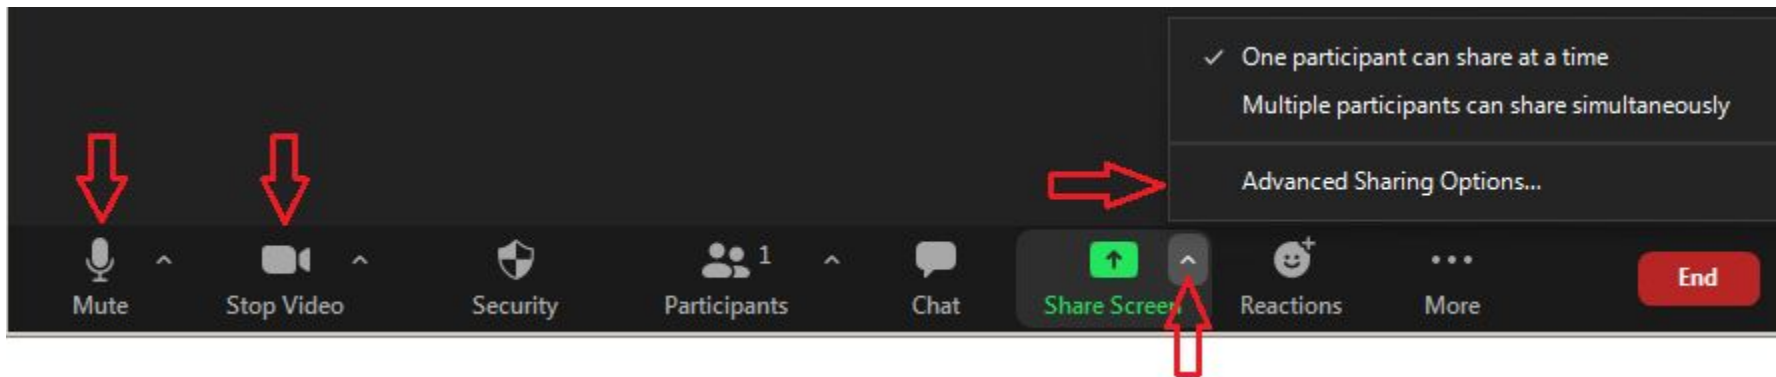 One participant can share at a time
Multiple participants can share simultaneously
Advanced Sharing Options...
1
Mute
Stop Video
Security
Participants
Chat
Share Screen
Reactions
More
End